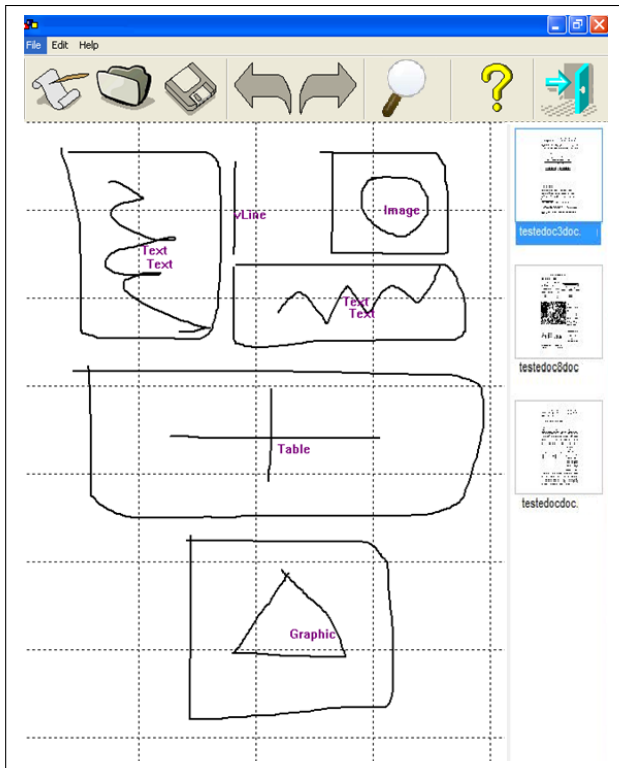 File Edit Help
vLine
Image
Text
Text
Text
Text
Table
Graphic
testedoc3doc.
testedoc8doc
testedocdoc.